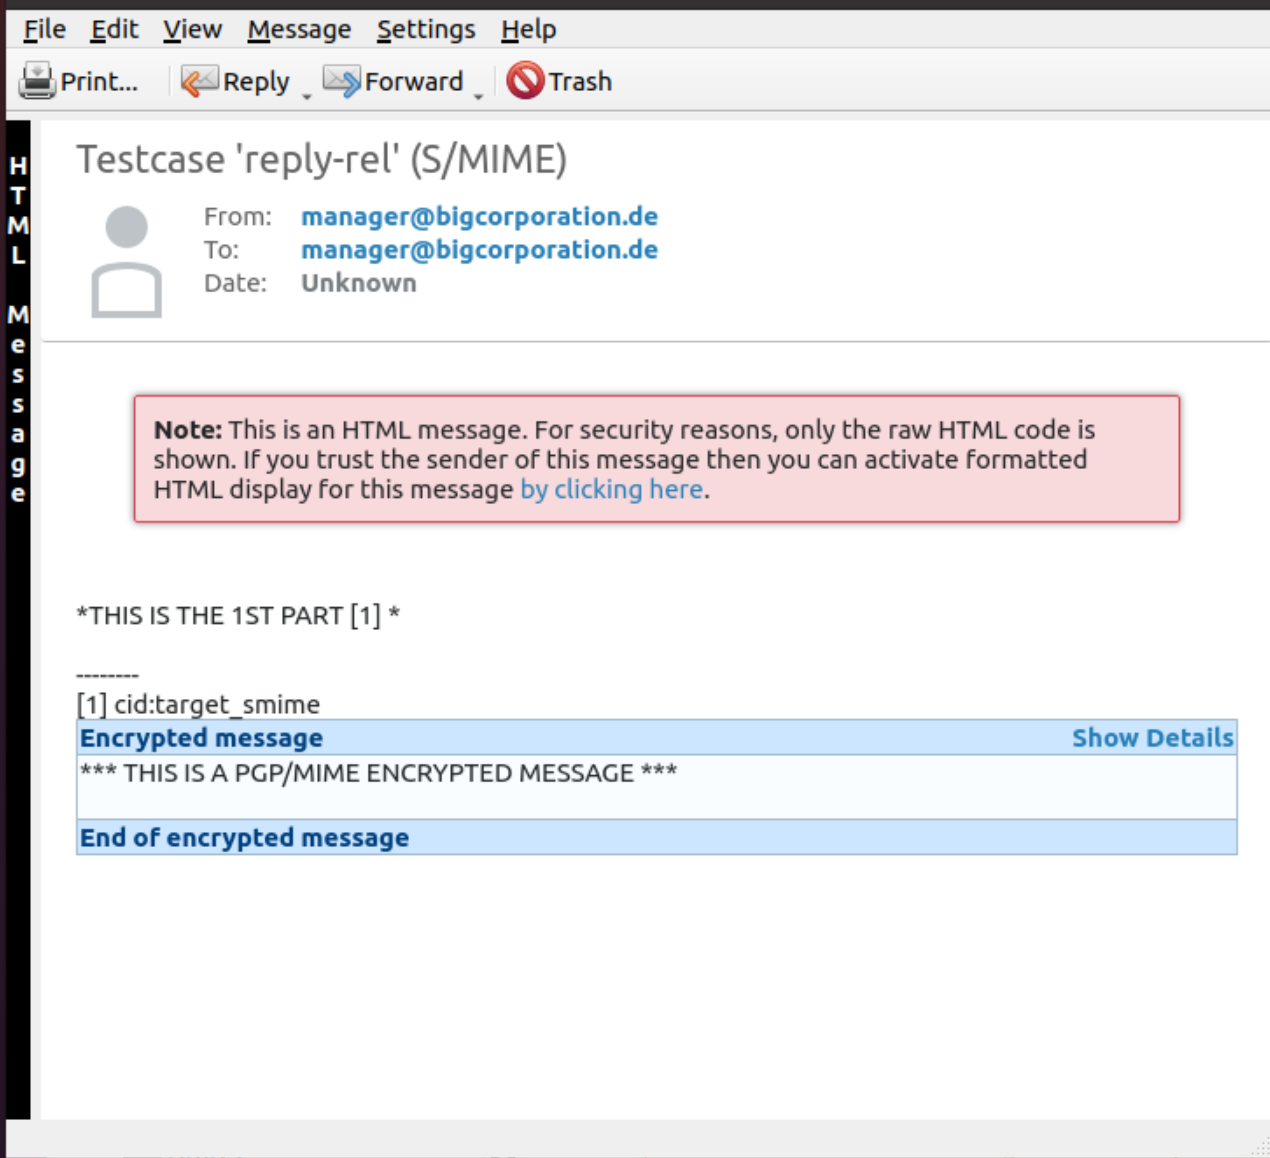 File Edit View Message Settings Help
Print... Reply Forward Trash
HTML Message
Testcase 'reply-rel' (S/MIME)
From: manager@bigcorporation.de
To: manager@bigcorporation.de
Date: Unknown
Note: This is an HTML message. For security reasons, only the raw HTML code is
shown. If you trust the sender of this message then you can activate formatted
HTML display for this message by clicking here.
*THIS IS THE 1ST PART [1] *
--------
[1] cid:target_smime
Encrypted message Show Details
*** THIS IS A PGP/MIME ENCRYPTED MESSAGE ***
End of encrypted message